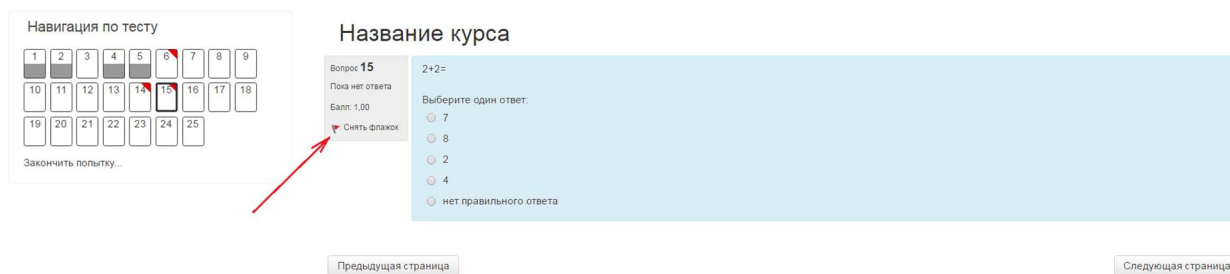 Навигация по тесту
1 2 3 4 5 6 7 8 9
10 11 12 13 14 15 16 17 18
19 20 21 22 23 24 25
Закончить попытку...
Название курса
Вопрос 15
Пока нет ответа
Балл: 1,00
Снять флажок
2+2=
Выберите один ответ:
7
8
2
4
нет правильного ответа
Предыдущая страница
Следующая страница